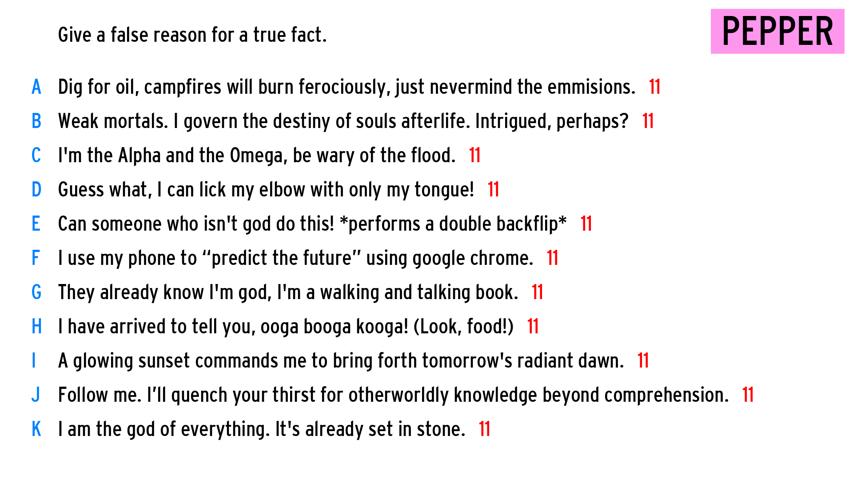 Give a false reason for a true fact.
PEPPER
A Dig for oil, campfires will burn ferociously, just nevermind the emmisions. 11
B Weak mortals. I govern the destiny of souls afterlife. Intrigued, perhaps? 11
C I'm the Alpha and the Omega, be wary of the flood. 11
D Guess what, I can lick my elbow with only my tongue! 11
E Can someone who isn't god do this! *performs a double backflip* 11
F I use my phone to “predict the future” using google chrome. 11
G They already know I'm god, I'm a walking and talking book. 11
H I have arrived to tell you, ooga booga kooga! (Look, food!) 11
I A glowing sunset commands me to bring forth tomorrow's radiant dawn. 11
J Follow me. I’ll quench your thirst for otherworldly knowledge beyond comprehension. 11
K I am the god of everything. It's already set in stone. 11